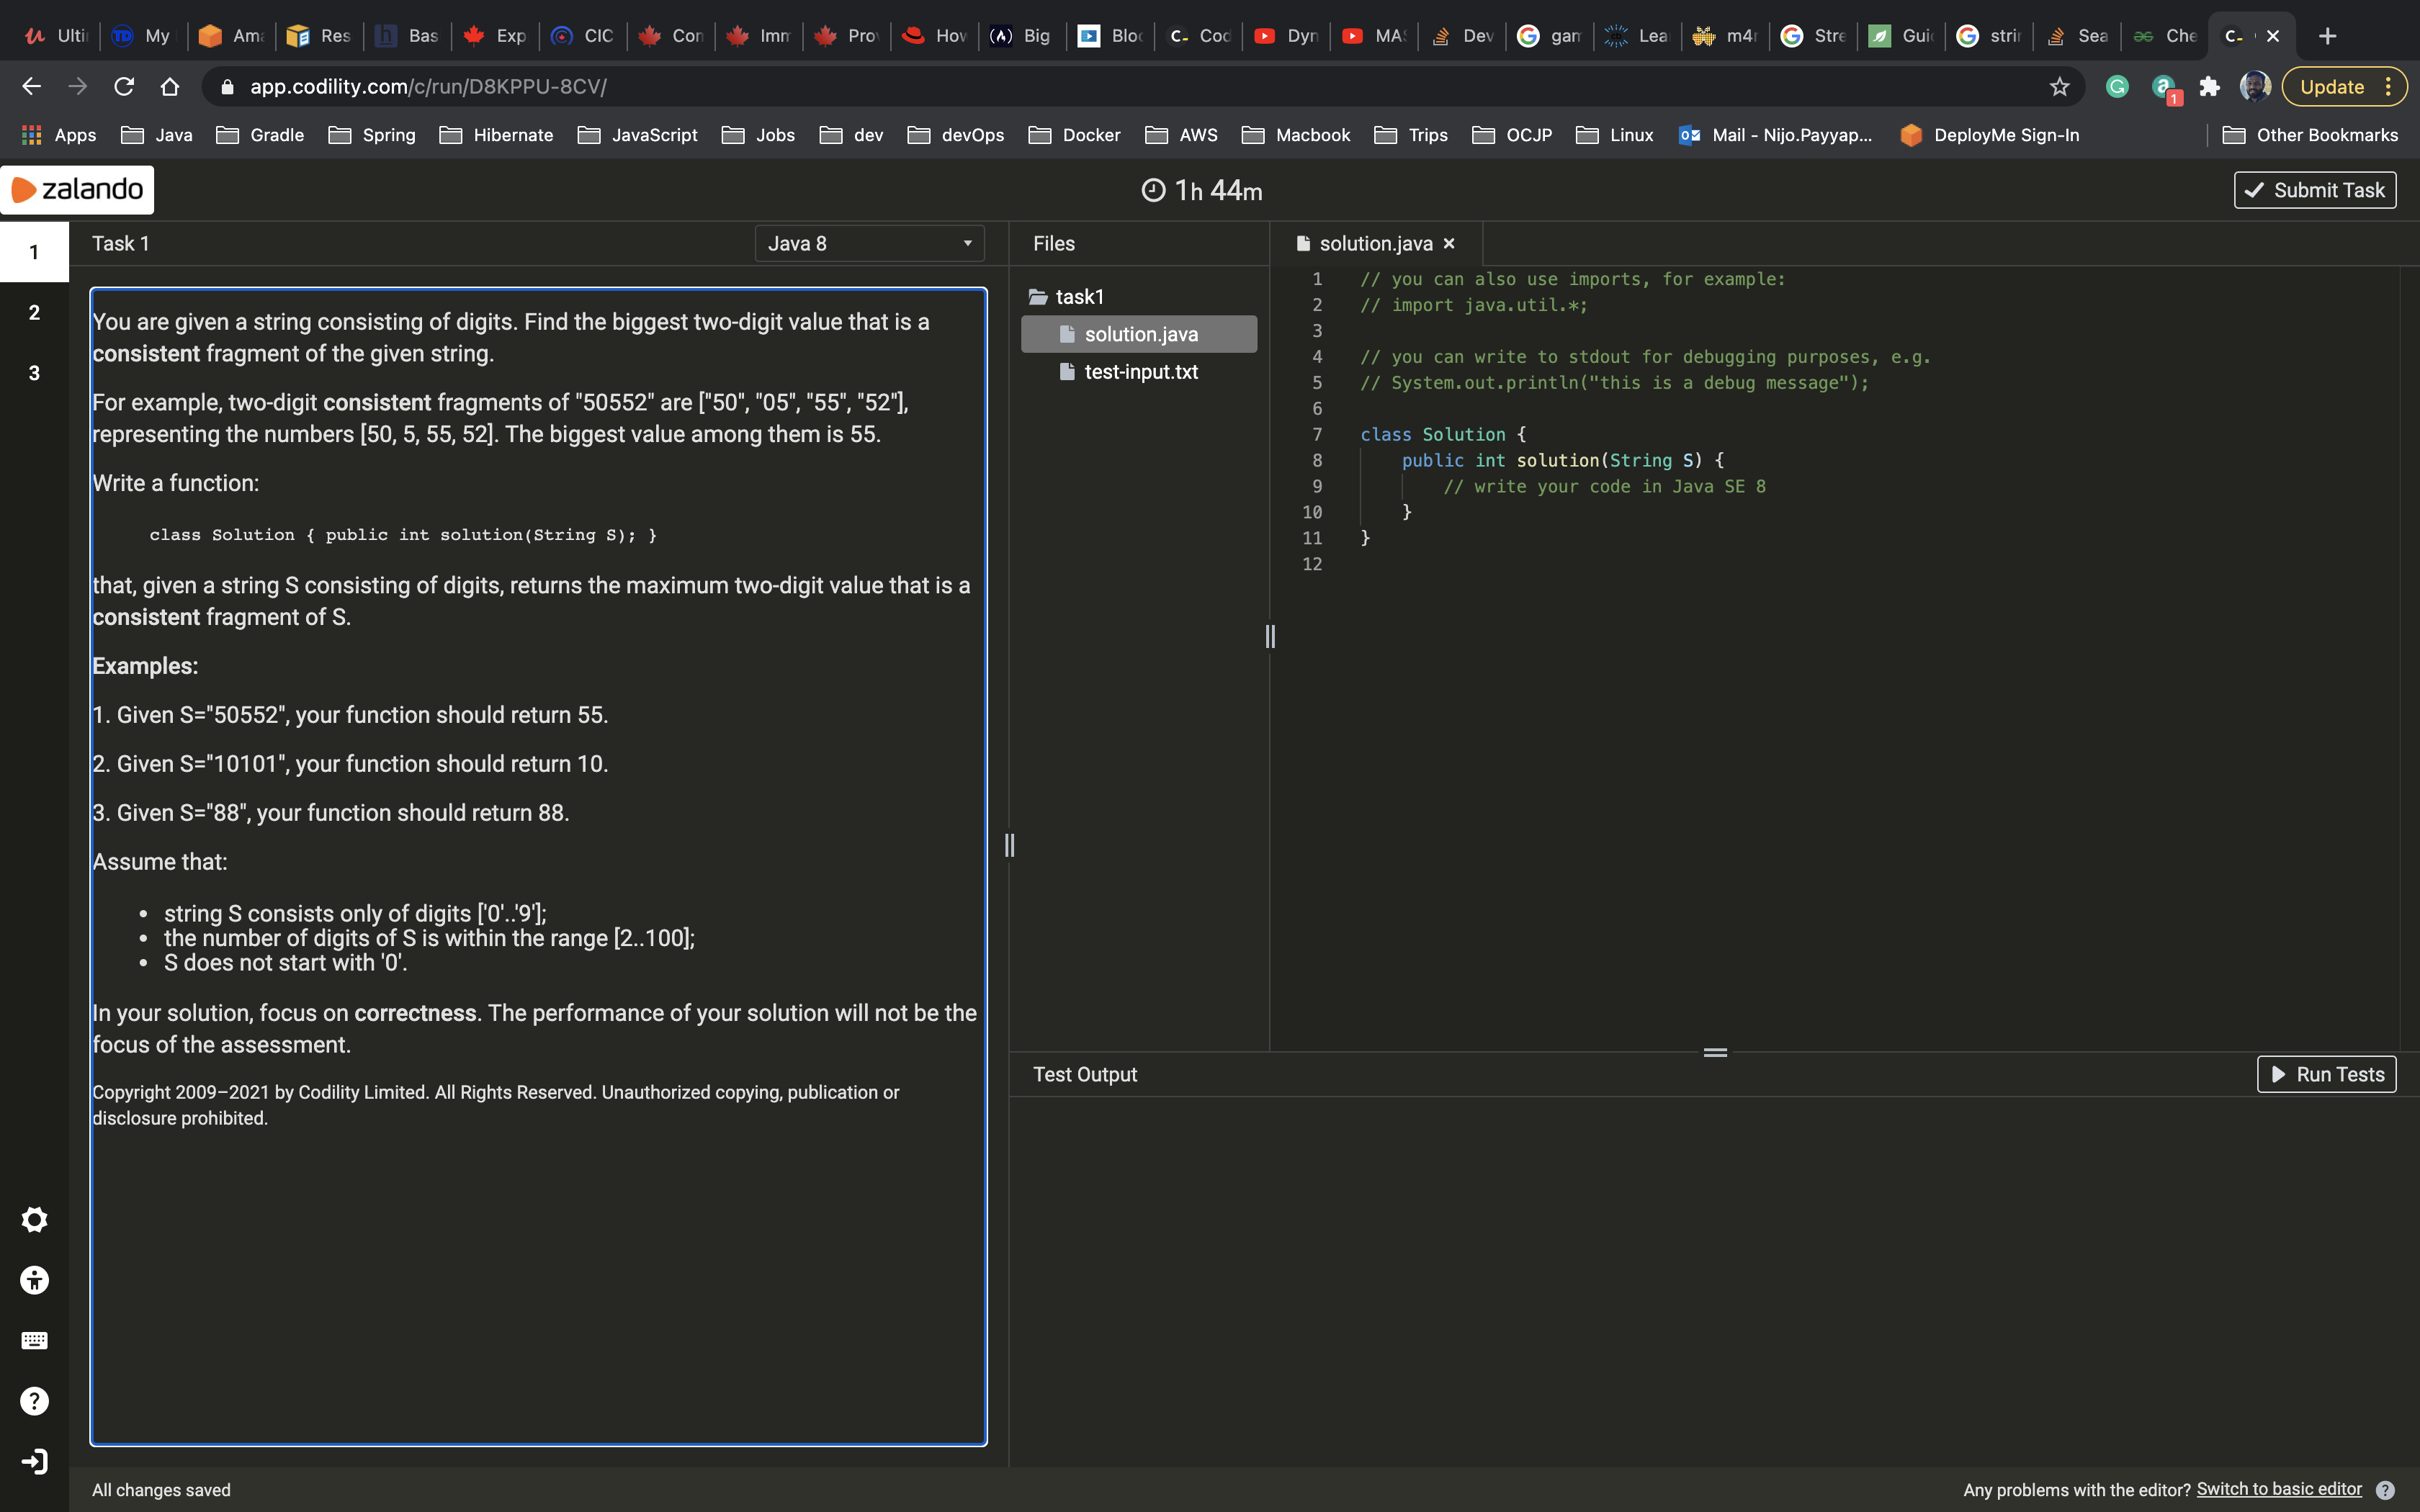 Ulti My Ama Res Bas Exp CIC Con Imm Pro How Big Bloc Cod Dyn MAS Dev gam Lea m4r Stre Gui strin Sea Che
app.codility.com/c/run/D8KPPU-8CV/
1
Update
Apps Java Gradle Spring Hibernate JavaScript Jobs dev devOps Docker AWS Macbook Trips OCJP Linux Mail - Nijo.Payyap... DeployMe Sign-In Other Bookmarks
zalando
1h 44m
Submit Task
1
2
3
Task 1
Java 8
You are given a string consisting of digits. Find the biggest two-digit value that is a
consistent fragment of the given string.
For example, two-digit consistent fragments of "50552" are ["50", "05", "55", "52"],
representing the numbers [50, 5, 55, 52]. The biggest value among them is 55.
Write a function:
class Solution { public int solution(String S); }
that, given a string S consisting of digits, returns the maximum two-digit value that is a
consistent fragment of S.
Examples:
1. Given S="50552", your function should return 55.
2. Given S="10101", your function should return 10.
3. Given S="88", your function should return 88.
Assume that:
• string S consists only of digits ['0'..'9'];
• the number of digits of S is within the range [2..100];
• S does not start with '0'.
In your solution, focus on correctness. The performance of your solution will not be the
focus of the assessment.
Copyright 2009–2021 by Codility Limited. All Rights Reserved. Unauthorized copying, publication or
disclosure prohibited.
Files
task1
solution.java
test-input.txt
solution.java
1 // you can also use imports, for example:
2 // import java.util.*;
3
4 // you can write to stdout for debugging purposes, e.g.
5 // System.out.println("this is a debug message");
6
7 class Solution {
8 public int solution(String S) {
9 // write your code in Java SE 8
10 }
11 }
12
Test Output
Run Tests
All changes saved
Any problems with the editor? Switch to basic editor